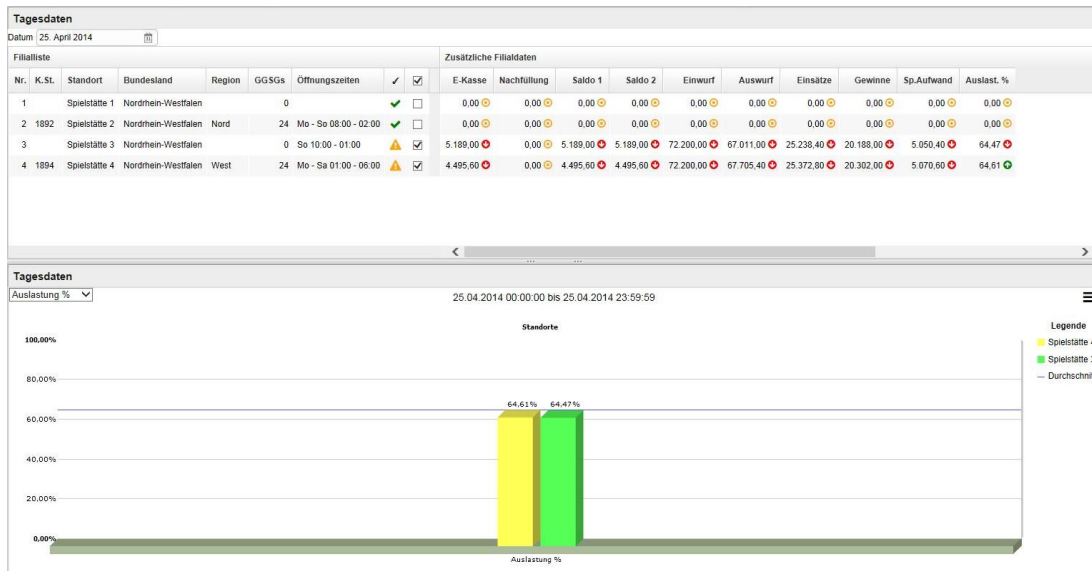 Tagesdaten
Datum 25. April 2014
Filialliste Zusätzliche Filialdaten
Nr. K.St. Standort Bundesland Region GGSGs Öffnungszeiten ✓ E-Kasse Nachfüllung Saldo 1 Saldo 2 Einwurf Auswurf Einsätze Gewinne Sp.Aufwand Auslast. %
1 Spielstätte 1 Nordrhein-Westfalen 0 0,00 0,00 0,00 0,00 0,00 0,00 0,00 0,00 0,00 0,00
2 1892 Spielstätte 2 Nordrhein-Westfalen Nord 24 Mo - So 08:00 - 02:00 0,00 0,00 0,00 0,00 0,00 0,00 0,00 0,00 0,00 0,00
3 Spielstätte 3 Nordrhein-Westfalen 0 So 10:00 - 01:00 5.189,00 0,00 5.189,00 5.189,00 72.200,00 67.011,00 25.238,40 20.188,00 5.050,40 64,47
4 1894 Spielstätte 4 Nordrhein-Westfalen West 24 Mo - Sa 01:00 - 06:00 4.495,60 0,00 4.495,60 4.495,60 72.200,00 67.705,40 25.372,80 20.302,00 5.070,60 64,61
Tagesdaten
Auslastung % 25.04.2014 00:00:00 bis 25.04.2014 23:59:59
Standorte
Legende
Spielstätte
Spielstätte
Durchschnit
100,00%
80,00%
64,61% 64,47%
60,00%
40,00%
20,00%
0,00%
Auslastung %